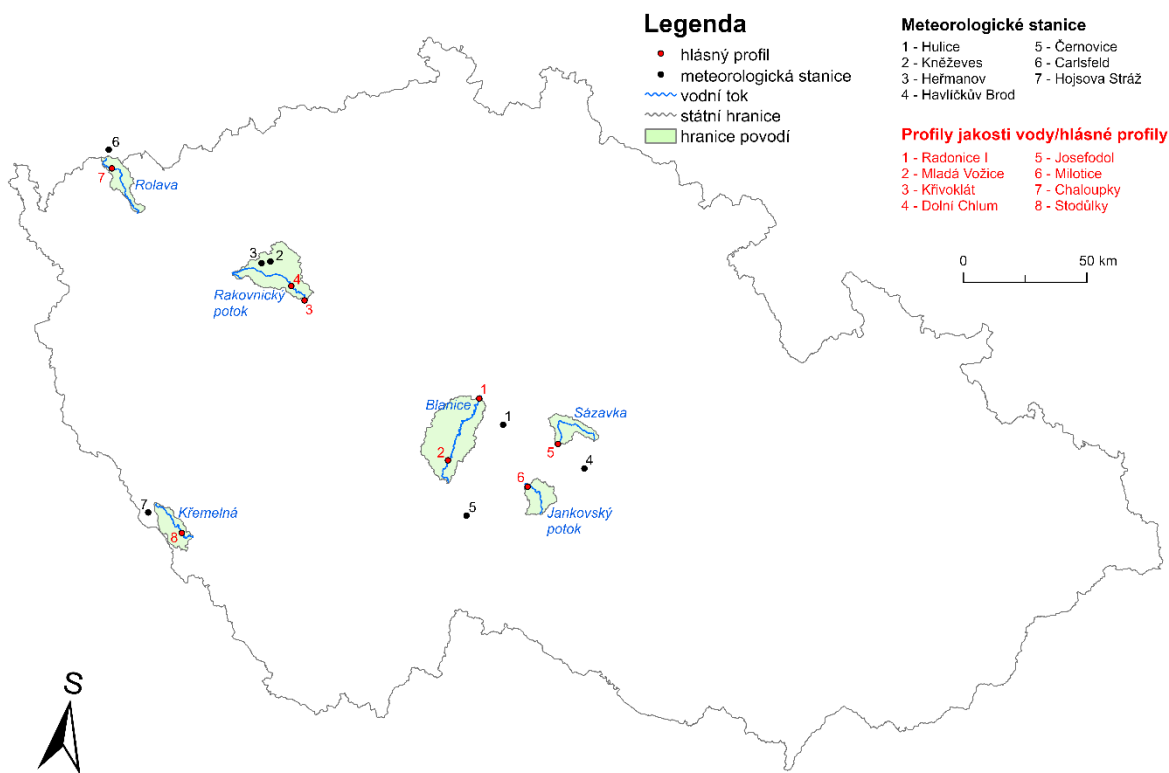 Legenda
hlásný profil
meteorologická stanice
vodní tok
státní hranice
hranice povodí
Meteorologické stanice
1 - Hulice
2 - Kněževes
3 - Heřmanov
4 - Havlíčkův Brod
5 - Černovice
6 - Carlsfeld
7 - Hojsova Stráž
Profily jakosti vody/hlásné profily
1 - Radonice I
2 - Mladá Vožice
3 - Křivoklát
4 - Dolní Chlum
5 - Josefodol
6 - Milotice
7 - Chaloupky
8 - Stodůlky
0
50 km
6
7
Rolava
3
2
4
Rakovnický
potok
3
1
Blanice
1
Sázavka
2
5
4
6
5
Jankovský
potok
7
Křemelná
8
S